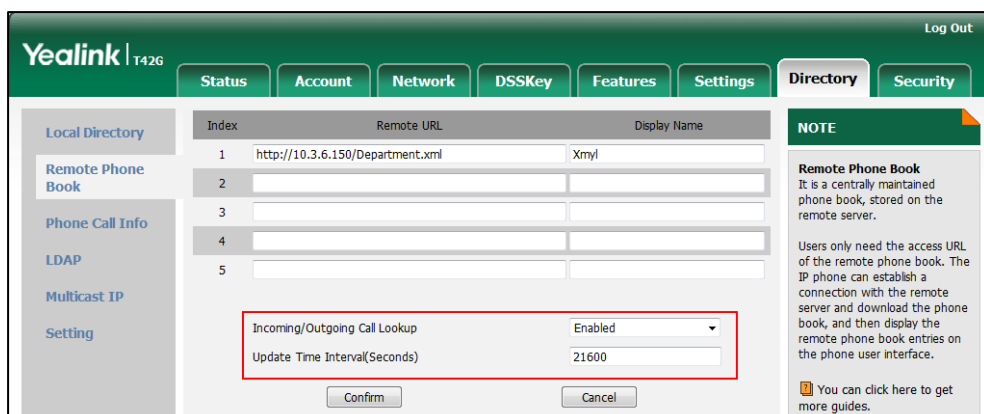 Log Out
Yealink T42G
Status Account Network DSSKey Features Settings Directory Security
Local Directory
Remote Phone
Book
Phone Call Info
LDAP
Multicast IP
Setting
Index Remote URL Display Name
1 http://10.3.6.150/Department.xml Xmyl
2
3
4
5
Incoming/Outgoing Call Lookup Enabled
Update Time Interval(Seconds) 21600
Confirm Cancel
NOTE
Remote Phone Book
It is a centrally maintained
phone book, stored on the
remote server.
Users only need the access URL
of the remote phone book. The
IP phone can establish a
connection with the remote
server and download the phone
book, and then display the
remote phone book entries on
the phone user interface.
? You can click here to get
more guides.